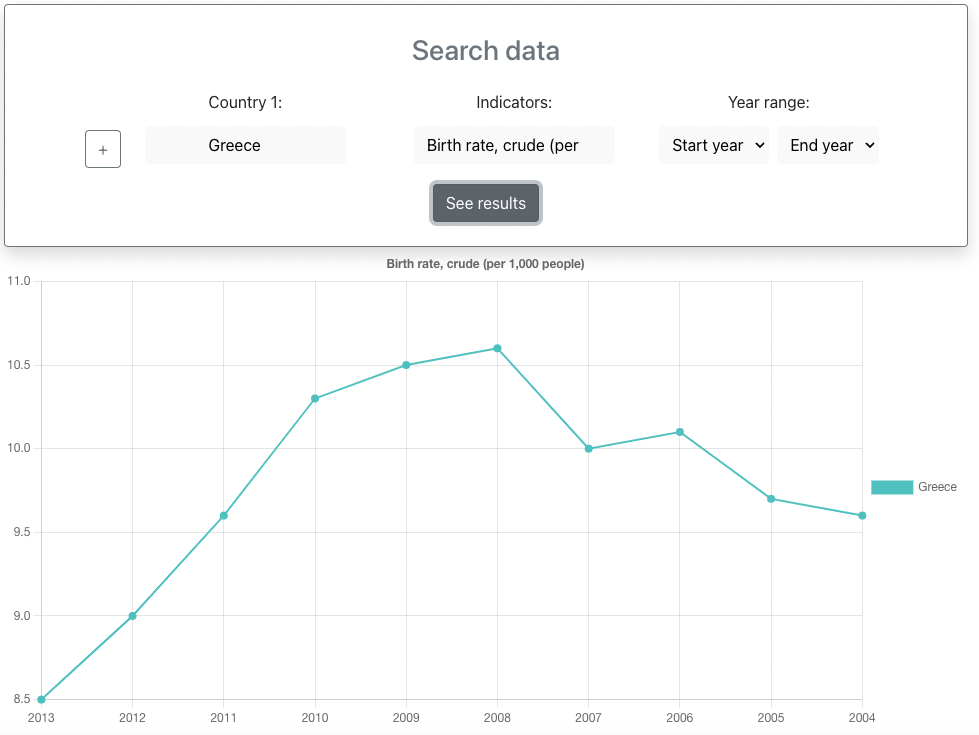 Search data
Country 1: Indicators: Year range:
+ Greece Birth rate, crude (per Start year End year
See results
Birth rate, crude (per 1,000 people)
11.0
10.5
10.0
9.5
9.0
8.5
Greece
2013 2012 2011 2010 2009 2008 2007 2006 2005 2004